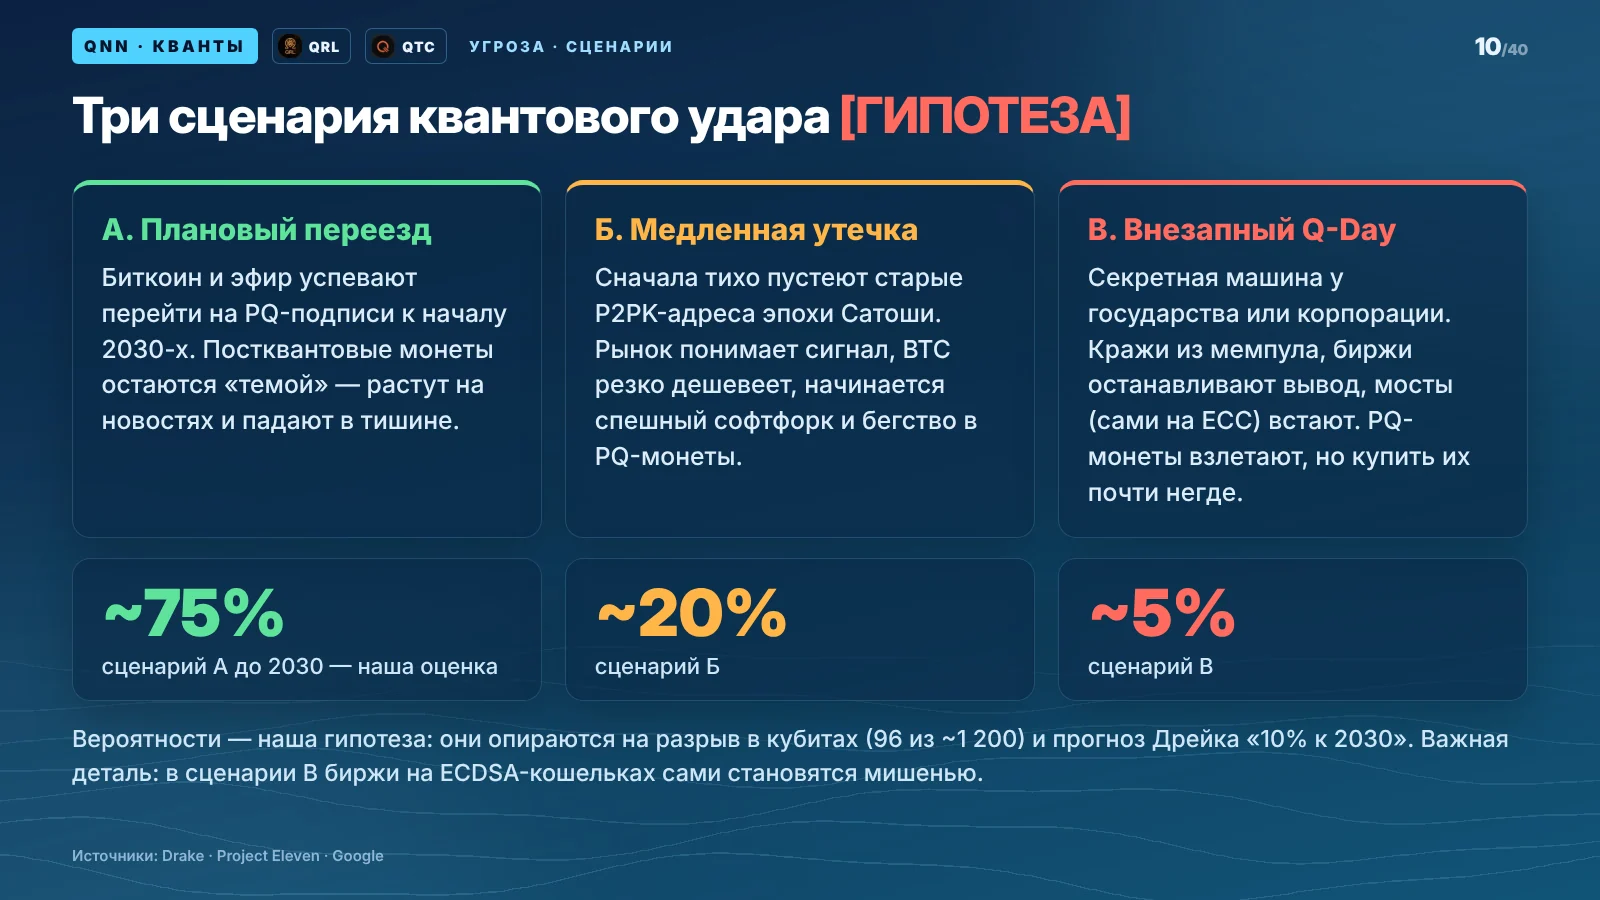 QNN · КВАНТЫ
QRL
QTC
УГРОЗА · СЦЕНАРИИ
10/40
Три сценария квантового удара [ГИПОТЕЗА]
А. Плановый переезд
Биткоин и эфир успевают
перейти на PQ-подписи к началу
2030-х. Постквантовые монеты
остаются «темой» — растут на
новостях и падают в тишине.
Б. Медленная утечка
Сначала тихо пустеют старые
P2PK-адреса эпохи Сатоши.
Рынок понимает сигнал, BTC
резко дешевеет, начинается
спешный софтфорк и бегство в
PQ-монеты.
В. Внезапный Q-Day
Секретная машина у
государства или корпорации.
Кражи из мемпула, биржи
останавливают вывод, мосты
(сами на ECC) встают. PQ-
монеты взлетают, но купить их
почти негде.
~75%
сценарий А до 2030 — наша оценка
~20%
сценарий Б
~5%
сценарий В
Вероятности — наша гипотеза: они опираются на разрыв в кубитах (96 из ~1 200) и прогноз Дрейка «10% к 2030». Важная
деталь: в сценарии В биржи на ECDSA-кошельках сами становятся мишенью.
Источники: Drake · Project Eleven · Google